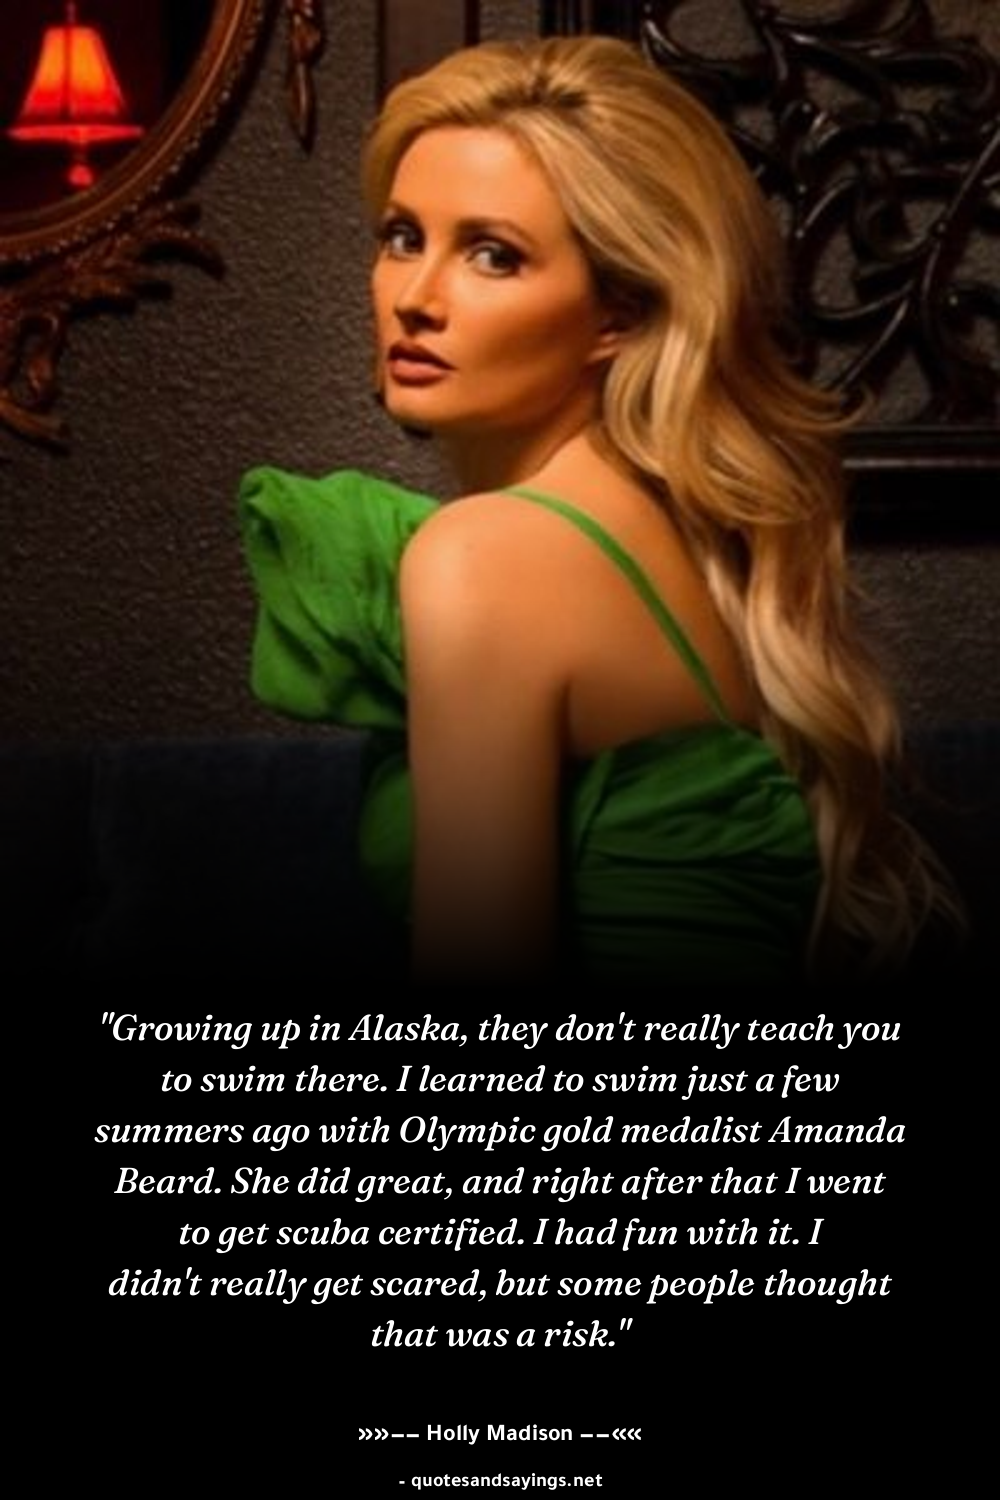 "Growing up in Alaska, they don't really teach you
to swim there. I learned to swim just a few
summers ago with Olympic gold medalist Amanda
Beard. She did great, and right after that I went
to get scuba certified. I had fun with it. I
didn't really get scared, but some people thought
that was a risk."
»»−− Holly Madison −−««
- quotesandsayings.net